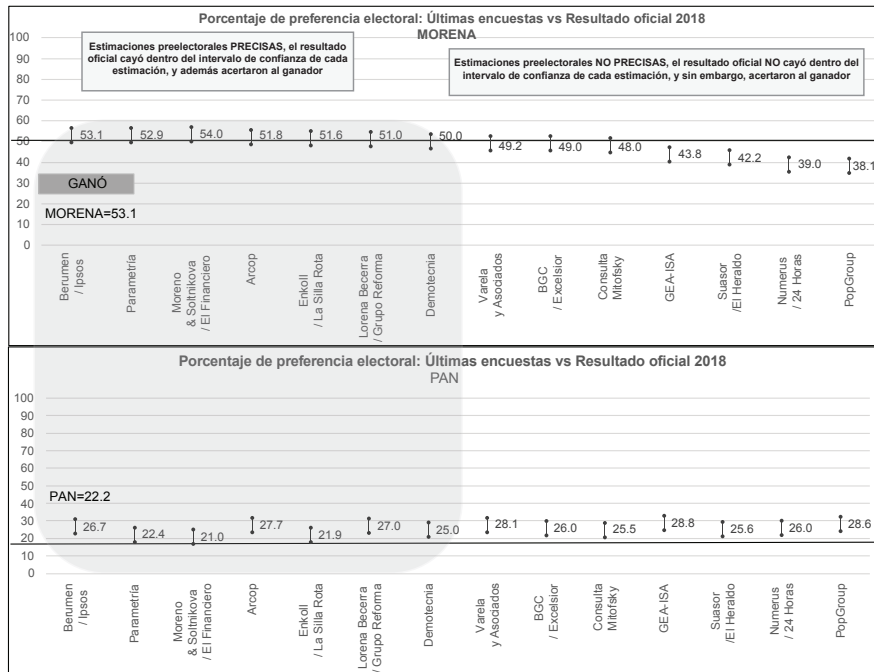 Porcentaje de preferencia electoral: Últimas encuestas vs Resultado oficial 2018
MORENA
Estimaciones preelectorales PRECISAS, el resultado
oficial cayó dentro del intervalo de confianza de cada
estimación, y además acertaron al ganador
Estimaciones preelectorales NO PRECISAS, el resultado oficial NO cayó dentro del
intervalo de confianza de cada estimación, y sin embargo, acertaron al ganador
100
90
80
70
60
50
40
30
20
10
0
53.1 52.9 54.0 51.8 51.6 51.0 50.0 49.2 49.0 48.0 43.8 42.2 39.0 38.1
GANÓ
MORENA=53.1
Berumen
/ Ipsos
Parametría
Moreno
& Soltnikova
/ El Financiero
Arcop
Enkoll
/ La Silla Rota
Lorena Becerra
/ Grupo Reforma
Demotecnia
Varela
y Asociados
BGC
/ Excelsior
Consulta
Mitofsky
GEA-ISA
Suasor
/El Heraldo
Numerus
/ 24 Horas
PopGroup
Porcentaje de preferencia electoral: Últimas encuestas vs Resultado oficial 2018
PAN
100
90
80
70
60
50
40
30
20
10
0
PAN=22.2
26.7 22.4 21.0 27.7 21.9 27.0 25.0 28.1 26.0 25.5 28.8 25.6 26.0 28.6
Berumen
/ Ipsos
Parametría
Moreno
& Soltnikova
/ El Financiero
Arcop
Enkoll
/ La Silla Rota
Lorena Becerra
/ Grupo Reforma
Demotecnia
Varela
y Asociados
BGC
/ Excelsior
Consulta
Mitofsky
GEA-ISA
Suasor
/El Heraldo
Numerus
/ 24 Horas
PopGroup